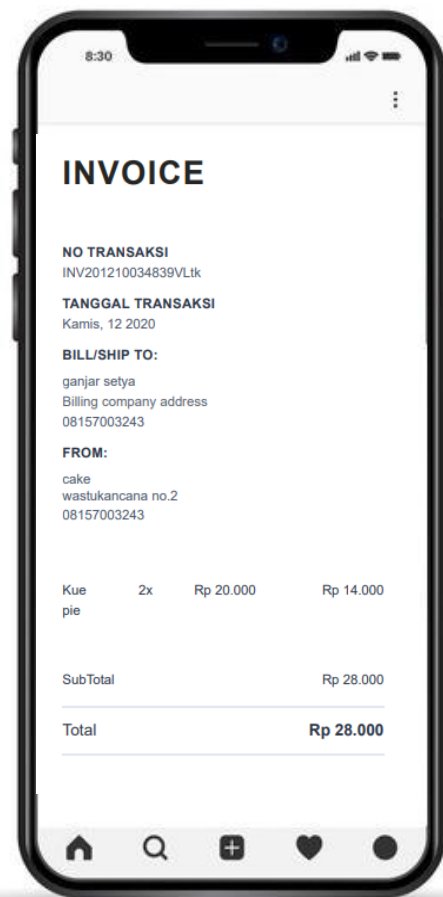 8:30
INVOICE
NO TRANSAKSI
INV201210034839VLtk
TANGGAL TRANSAKSI
Kamis, 12 2020
BILL/SHIP TO:
ganjar setya
Billing company address
08157003243
FROM:
cake
wastukancana no.2
08157003243
Kue 2x Rp 20.000 Rp 14.000
pie
SubTotal Rp 28.000
Total Rp 28.000